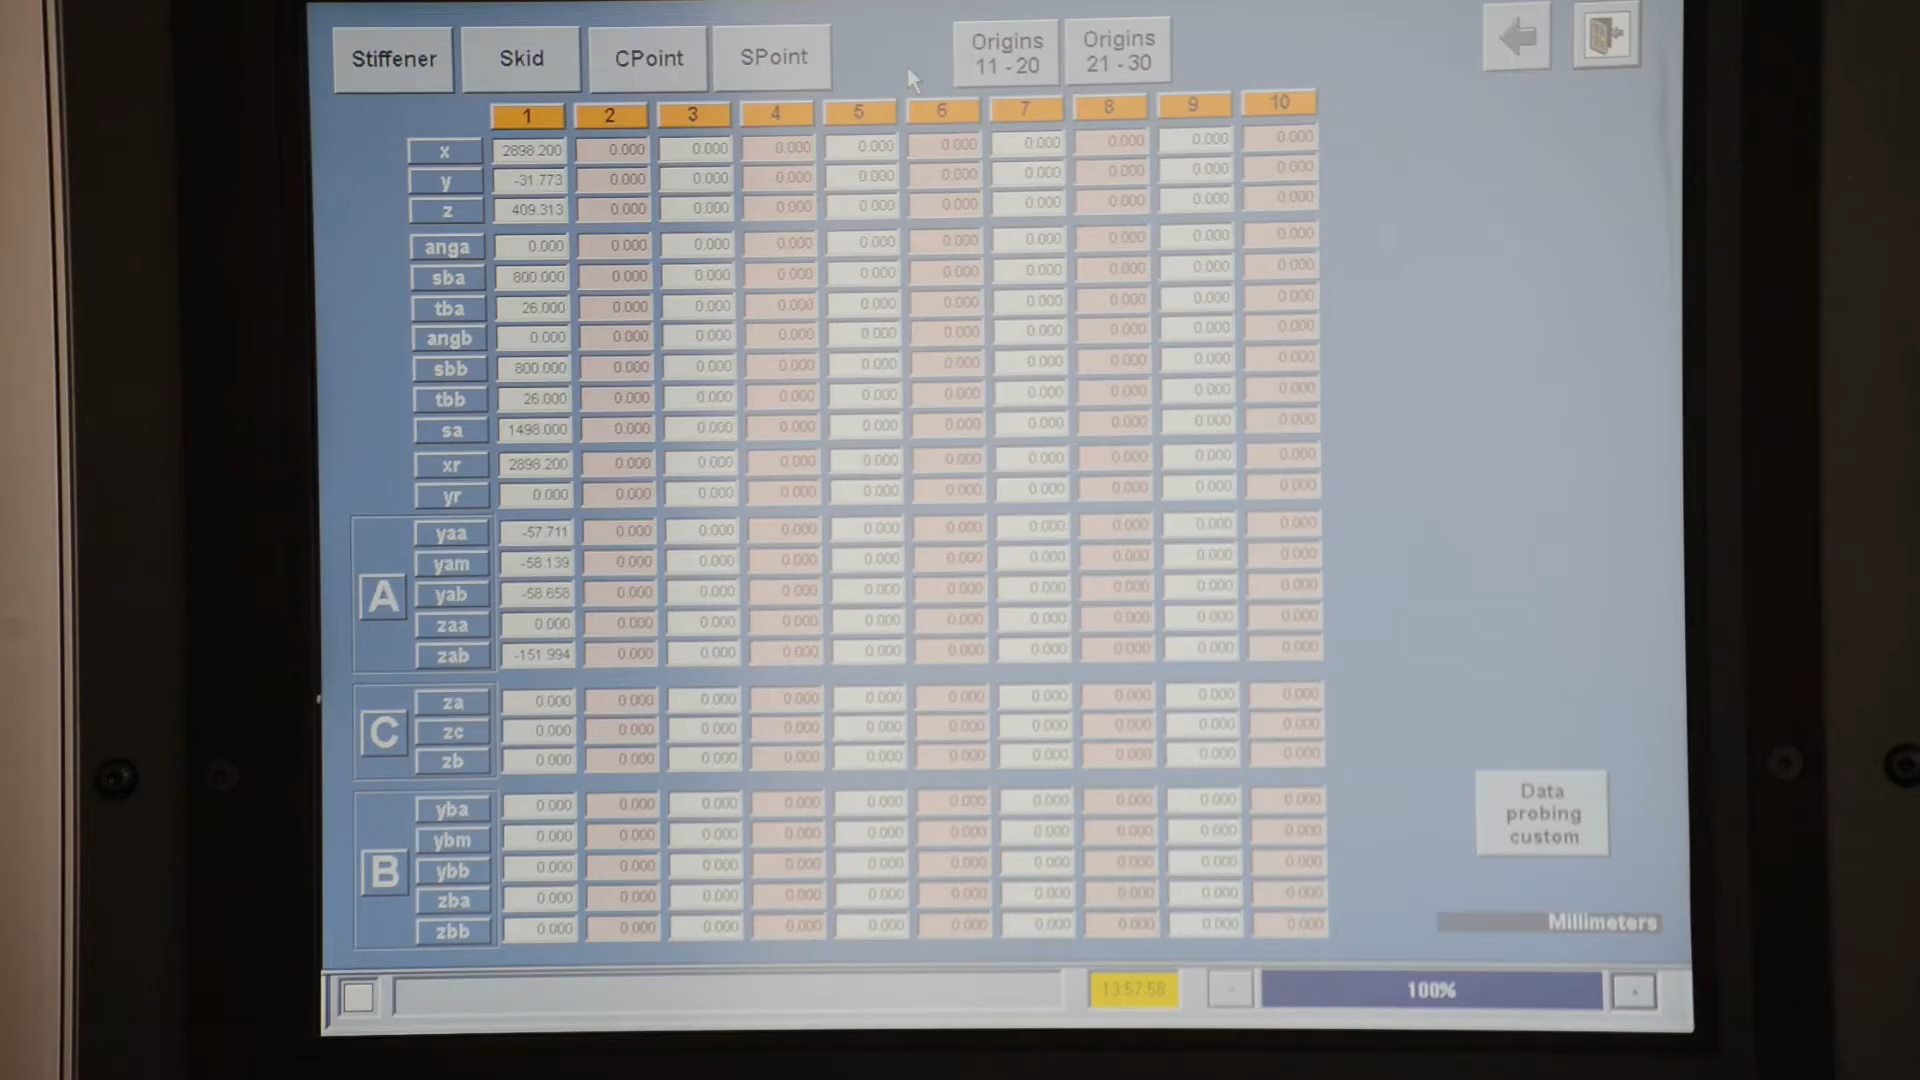 Stiffener Skid CPoint SPoint Origins 11 - 20 Origins 21 - 30
1 2 3 4 5 6 7 8 9 10
x 2898.200 0.000 0.000 0.000 0.000 0.000 0.000 0.000 0.000 0.000
y -31.773 0.000 0.000 0.000 0.000 0.000 0.000 0.000 0.000 0.000
z 409.313 0.000 0.000 0.000 0.000 0.000 0.000 0.000 0.000 0.000
anga 0.000 0.000 0.000 0.000 0.000 0.000 0.000 0.000 0.000 0.000
sba 800.000 0.000 0.000 0.000 0.000 0.000 0.000 0.000 0.000 0.000
tba 26.000 0.000 0.000 0.000 0.000 0.000 0.000 0.000 0.000 0.000
angb 0.000 0.000 0.000 0.000 0.000 0.000 0.000 0.000 0.000 0.000
sbb 800.000 0.000 0.000 0.000 0.000 0.000 0.000 0.000 0.000 0.000
tbb 26.000 0.000 0.000 0.000 0.000 0.000 0.000 0.000 0.000 0.000
sa 1498.000 0.000 0.000 0.000 0.000 0.000 0.000 0.000 0.000 0.000
xr 2898.200 0.000 0.000 0.000 0.000 0.000 0.000 0.000 0.000 0.000
yr 0.000 0.000 0.000 0.000 0.000 0.000 0.000 0.000 0.000 0.000
A
yaa -57.711 0.000 0.000 0.000 0.000 0.000 0.000 0.000 0.000 0.000
yam -58.139 0.000 0.000 0.000 0.000 0.000 0.000 0.000 0.000 0.000
yab -58.658 0.000 0.000 0.000 0.000 0.000 0.000 0.000 0.000 0.000
zaa 0.000 0.000 0.000 0.000 0.000 0.000 0.000 0.000 0.000 0.000
zab -151.994 0.000 0.000 0.000 0.000 0.000 0.000 0.000 0.000 0.000
C
za 0.000 0.000 0.000 0.000 0.000 0.000 0.000 0.000 0.000 0.000
zc 0.000 0.000 0.000 0.000 0.000 0.000 0.000 0.000 0.000 0.000
zb 0.000 0.000 0.000 0.000 0.000 0.000 0.000 0.000 0.000 0.000
B
yba 0.000 0.000 0.000 0.000 0.000 0.000 0.000 0.000 0.000 0.000
ybm 0.000 0.000 0.000 0.000 0.000 0.000 0.000 0.000 0.000 0.000
ybb 0.000 0.000 0.000 0.000 0.000 0.000 0.000 0.000 0.000 0.000
zba 0.000 0.000 0.000 0.000 0.000 0.000 0.000 0.000 0.000 0.000
zbb 0.000 0.000 0.000 0.000 0.000 0.000 0.000 0.000 0.000 0.000
Data
probing
custom
Millimeters
13:57:58 100%